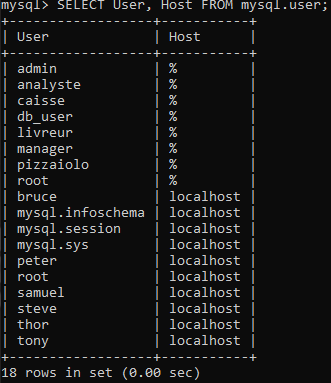 mysql> SELECT User, Host FROM mysql.user;
+------------------+-----------+
| User             | Host      |
+------------------+-----------+
| admin            | %         |
| analyste         | %         |
| caisse           | %         |
| db_user          | %         |
| livreur          | %         |
| manager          | %         |
| pizzaiolo        | %         |
| root             | %         |
| bruce            | localhost |
| mysql.infoschema | localhost |
| mysql.session    | localhost |
| mysql.sys        | localhost |
| peter            | localhost |
| root             | localhost |
| samuel           | localhost |
| steve            | localhost |
| thor             | localhost |
| tony             | localhost |
+------------------+-----------+
18 rows in set (0.00 sec)